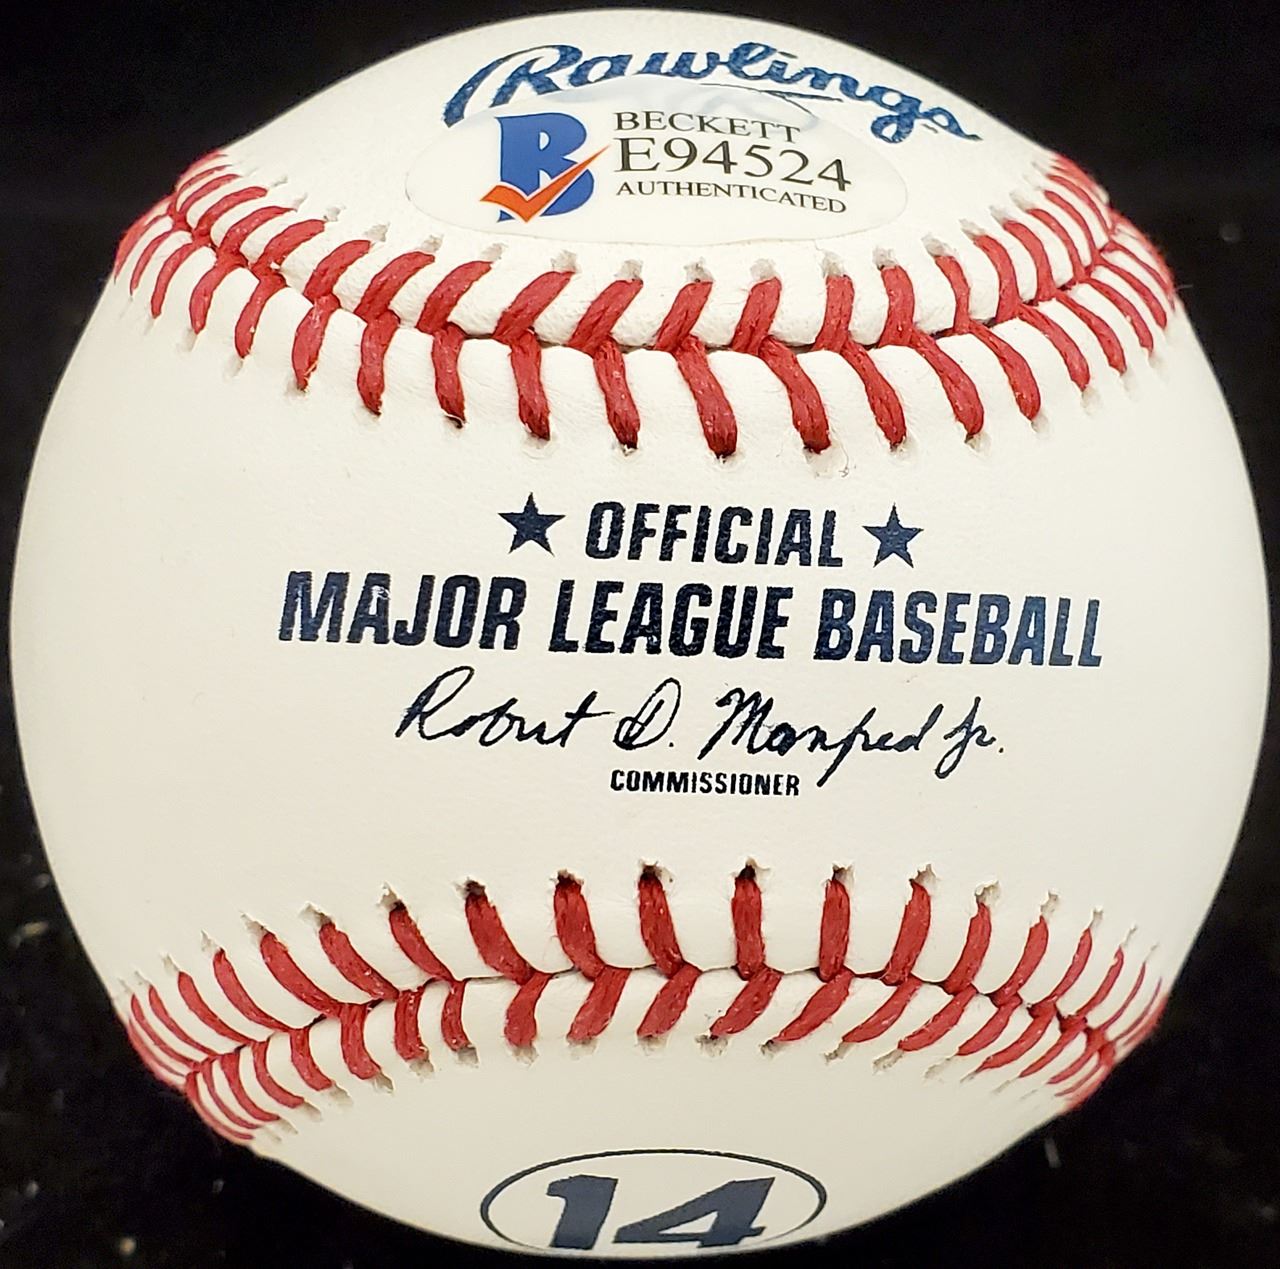 Rawlings
BECKETT
E94524
AUTHENTICATED
★ OFFICIAL ★
MAJOR LEAGUE BASEBALL
Robert D. Manfred Jr.
COMMISSIONER
14